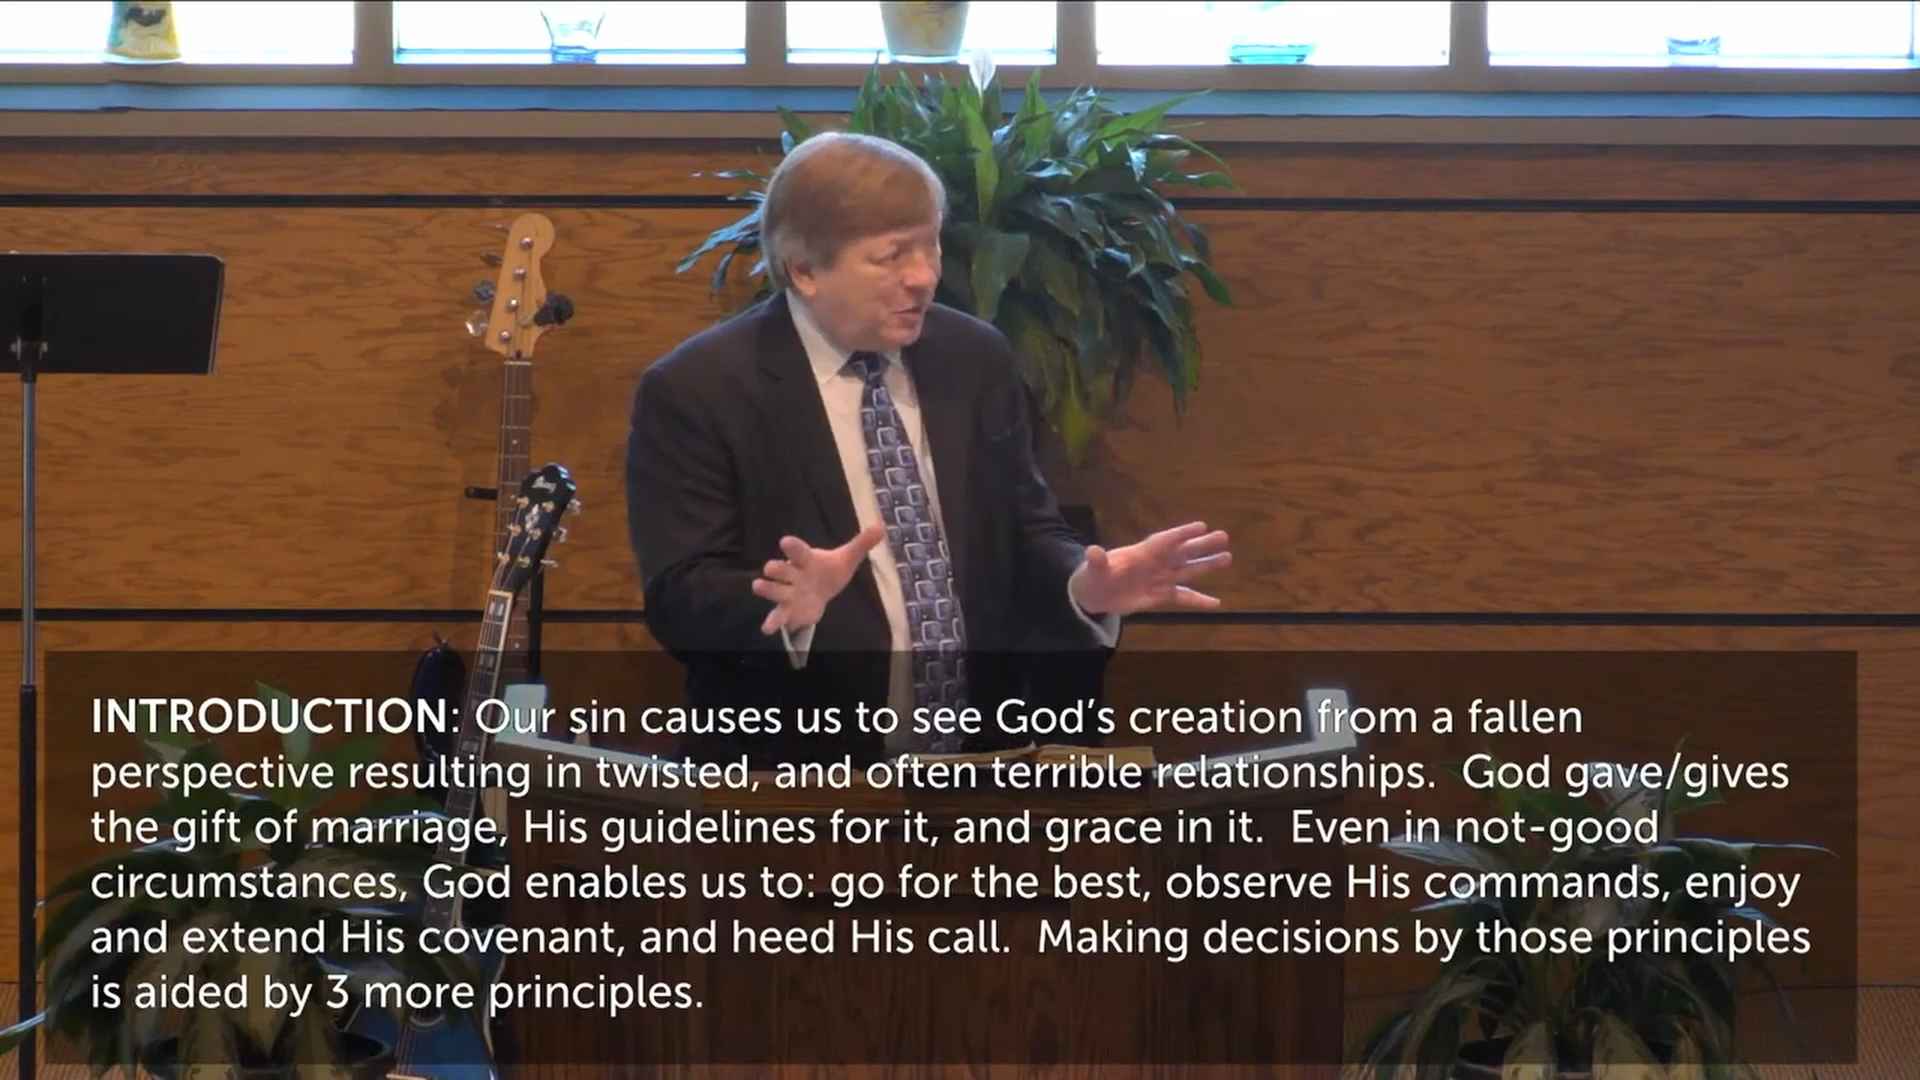 INTRODUCTION: Our sin causes us to see God's creation from a fallen
perspective resulting in twisted, and often terrible relationships.  God gave/gives
the gift of marriage, His guidelines for it, and grace in it.  Even in not-good
circumstances, God enables us to: go for the best, observe His commands, enjoy
and extend His covenant, and heed His call.  Making decisions by those principles
is aided by 3 more principles.